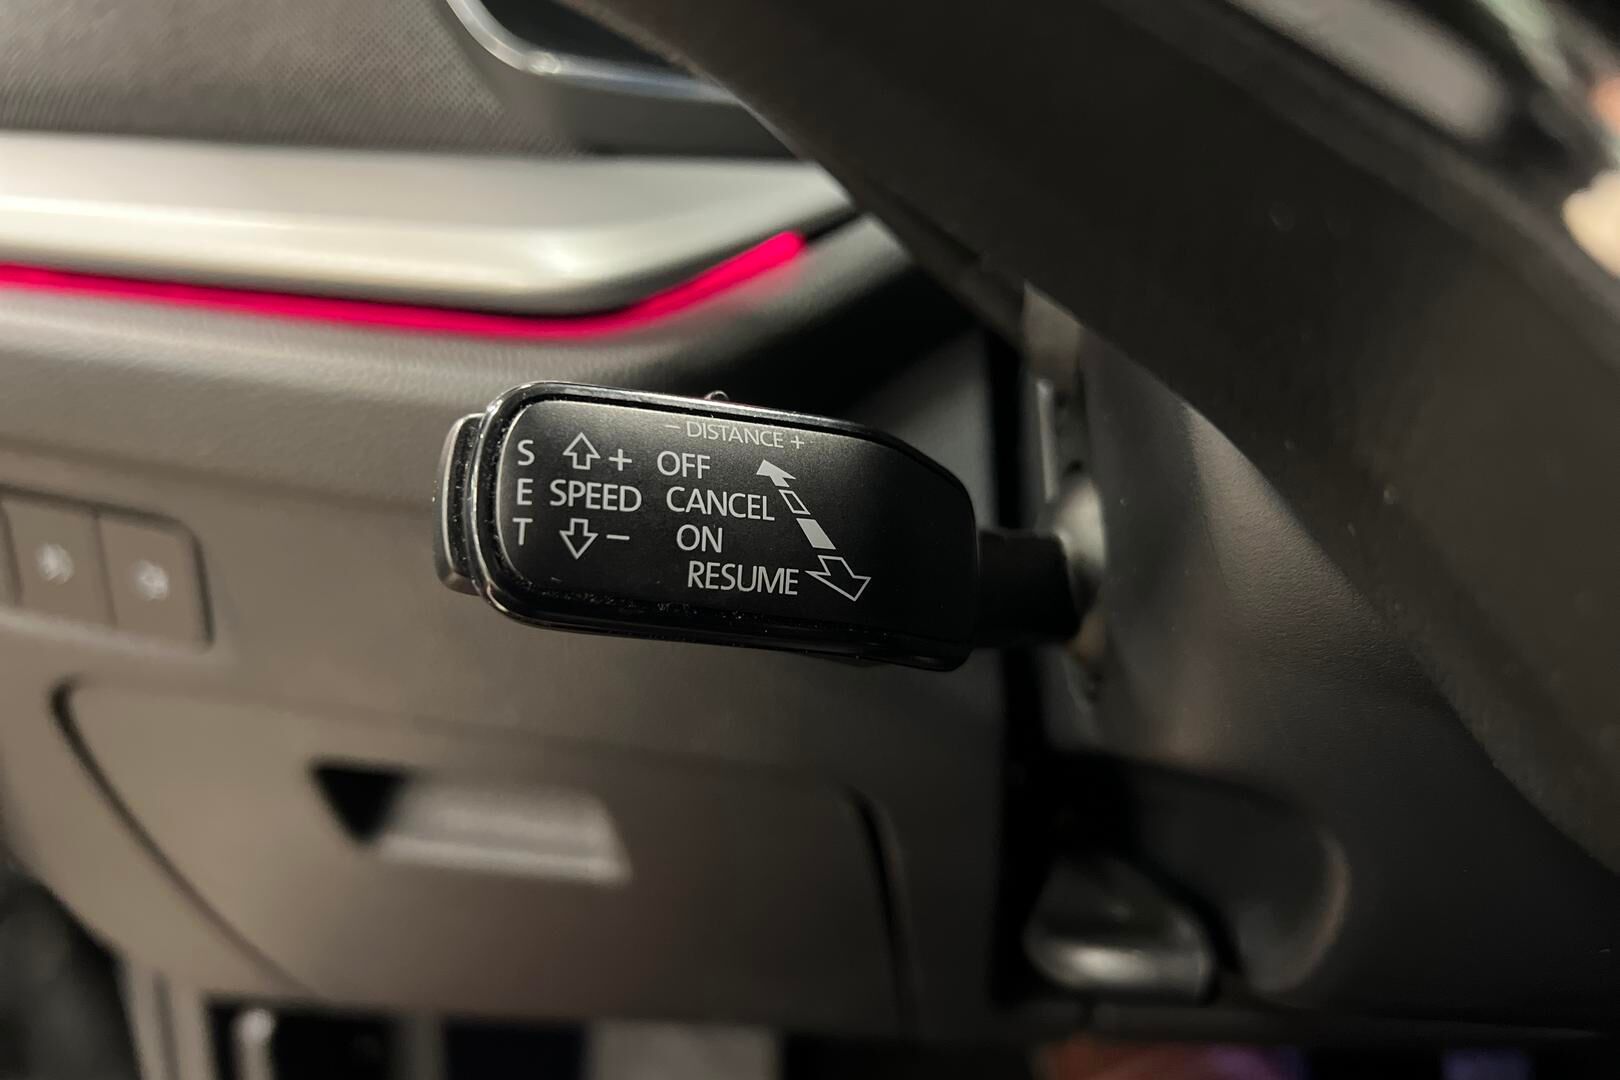 − DISTANCE +
S + OFF
E SPEED CANCEL
T − ON
RESUME